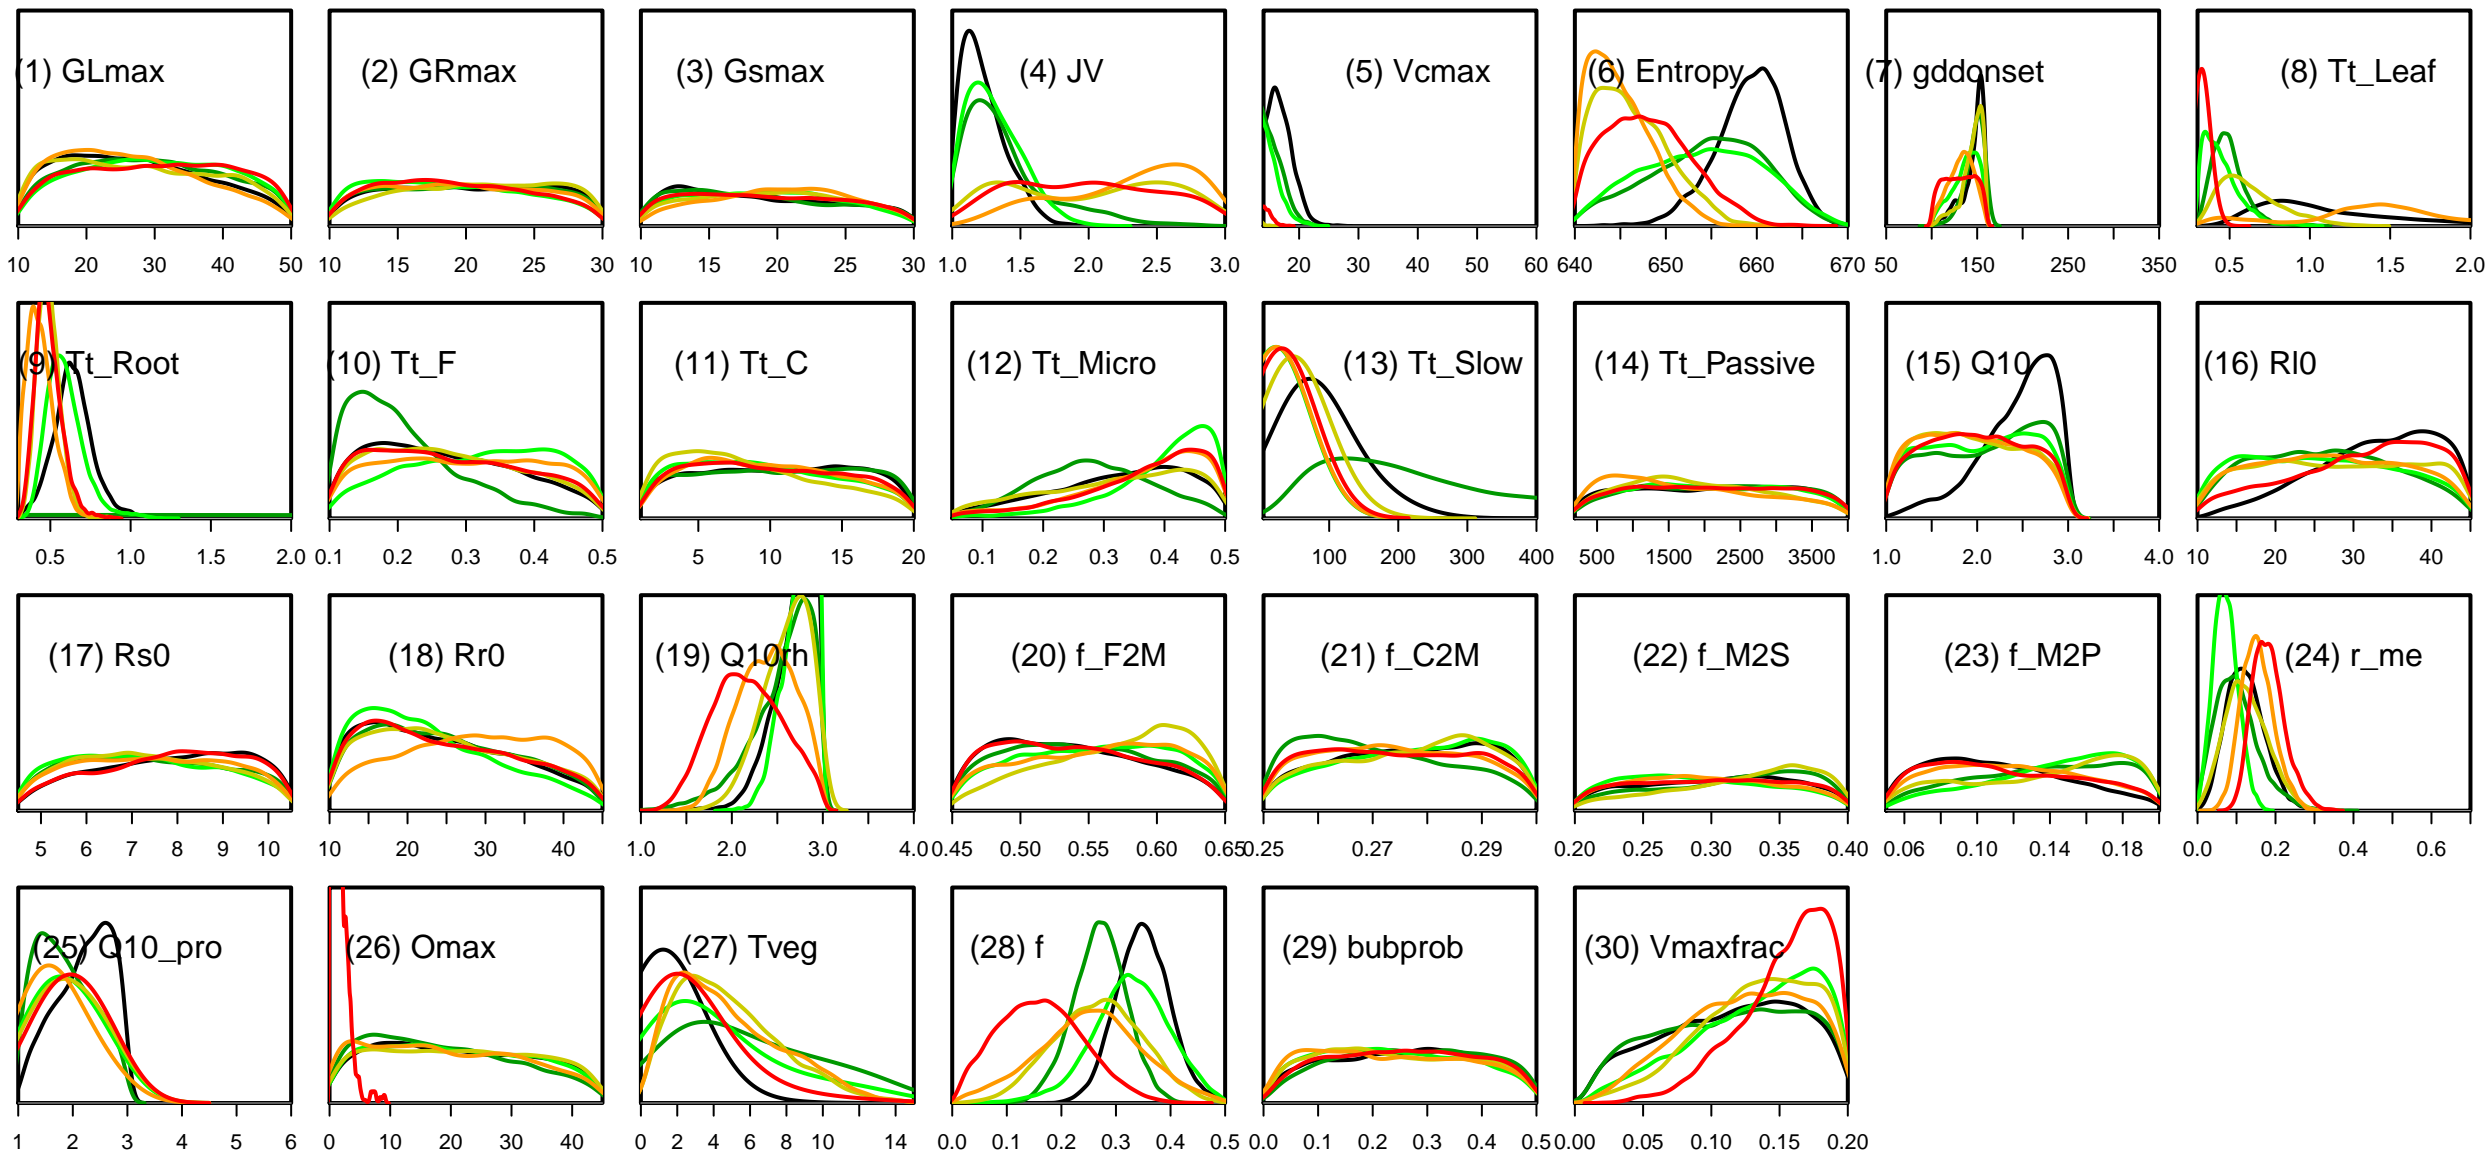 (1) GLmax (2) GRmax (3) Gsmax (4) JV (5) Vcmax (6) Entropy (7) gddonset (8) Tt_Leaf
10 20 30 40 50 10 15 20 25 30 10 15 20 25 30 1.0 1.5 2.0 2.5 3.0 20 30 40 50 60 640 650 660 670 50 150 250 350 0.5 1.0 1.5 2.0
(9) Tt_Root (10) Tt_F (11) Tt_C (12) Tt_Micro (13) Tt_Slow (14) Tt_Passive (15) Q10 (16) Rl0
0.5 1.0 1.5 2.0 0.1 0.2 0.3 0.4 0.5 5 10 15 20 0.1 0.2 0.3 0.4 0.5 100 200 300 400 500 1500 2500 3500 1.0 2.0 3.0 4.0 10 20 30 40
(17) Rs0 (18) Rr0 (19) Q10rh (20) f_F2M (21) f_C2M (22) f_M2S (23) f_M2P (24) r_me
5 6 7 8 9 10 10 20 30 40 1.0 2.0 3.0 4.0 0.45 0.50 0.55 0.60 0.65 0.25 0.27 0.29 0.20 0.25 0.30 0.35 0.40 0.06 0.10 0.14 0.18 0.0 0.2 0.4 0.6
(25) Q10_pro (26) Omax (27) Tveg (28) f (29) bubprob (30) Vmaxfrac
1 2 3 4 5 6 0 10 20 30 40 0 2 4 6 8 10 14 0.0 0.1 0.2 0.3 0.4 0.5 0.0 0.1 0.2 0.3 0.4 0.5 0.00 0.05 0.10 0.15 0.20